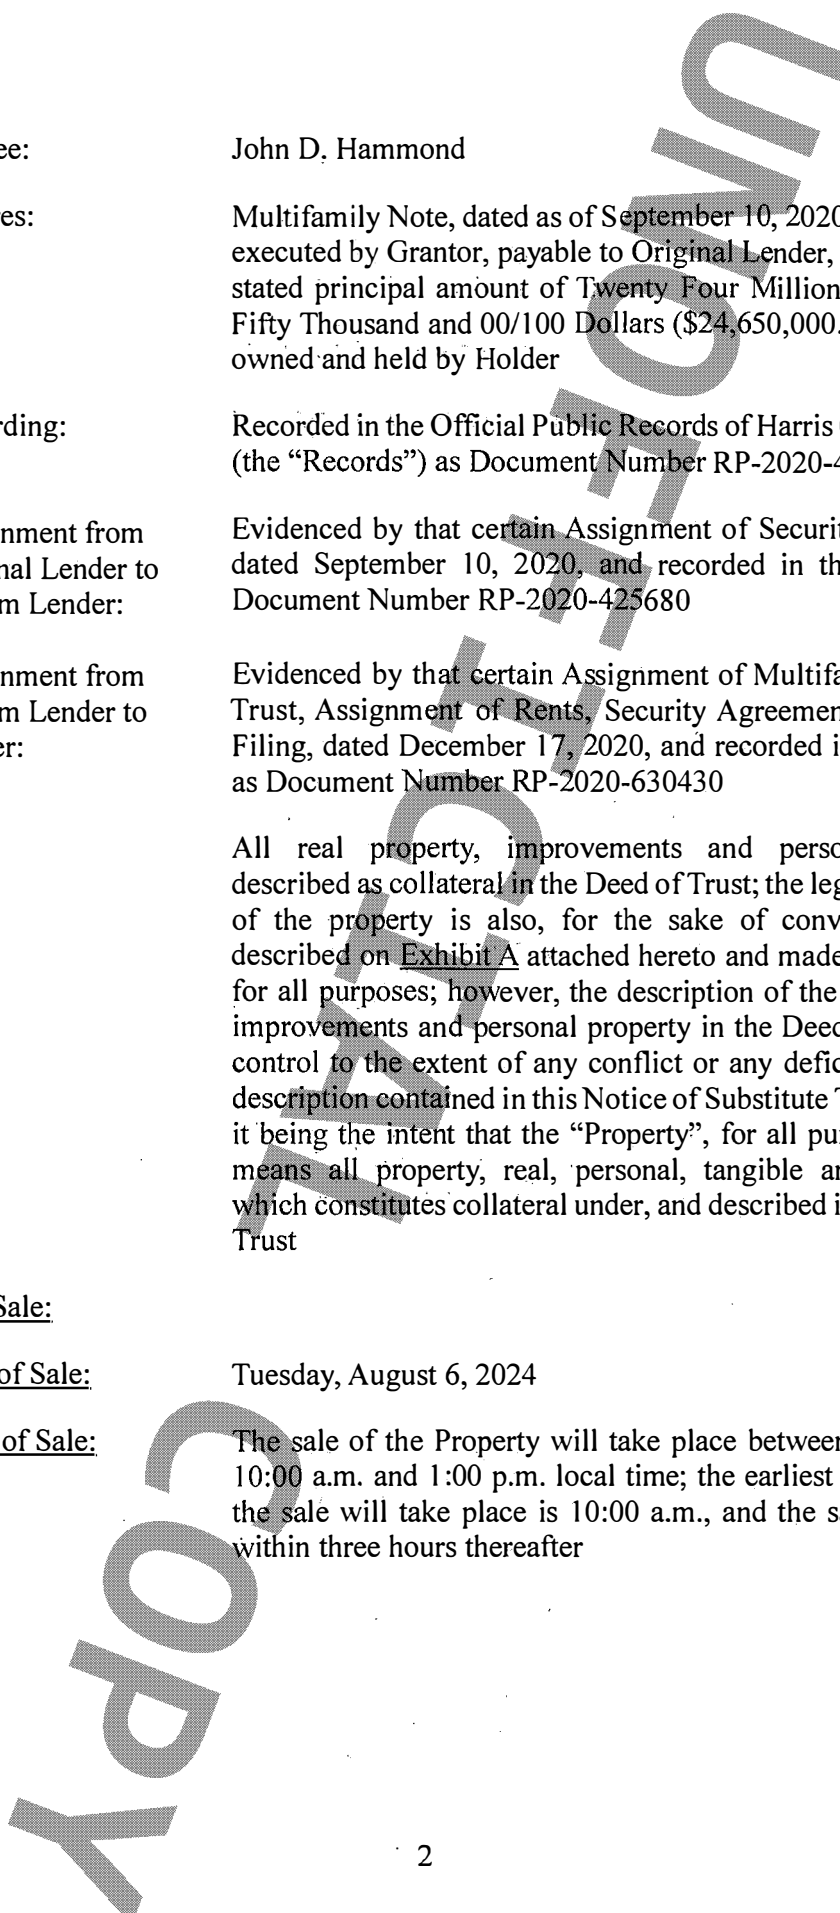 ee: John D. Hammond
es: Multifamily Note, dated as of September 10, 2020
executed by Grantor, payable to Original Lender,
stated principal amount of Twenty Four Million
Fifty Thousand and 00/100 Dollars ($24,650,000.
owned and held by Holder
rding: Recorded in the Official Public Records of Harris
(the “Records”) as Document Number RP-2020-4
nment from
nal Lender to
m Lender:
Evidenced by that certain Assignment of Securit
dated September 10, 2020, and recorded in th
Document Number RP-2020-425680
nment from
m Lender to
er:
Evidenced by that certain Assignment of Multifa
Trust, Assignment of Rents, Security Agreemen
Filing, dated December 17, 2020, and recorded i
as Document Number RP-2020-630430
All real property, improvements and perso
described as collateral in the Deed of Trust; the leg
of the property is also, for the sake of conv
described on Exhibit A attached hereto and made
for all purposes; however, the description of the
improvements and personal property in the Deed
control to the extent of any conflict or any defic
description contained in this Notice of Substitute T
it being the intent that the “Property”, for all pu
means all property, real, personal, tangible a
which constitutes collateral under, and described i
Trust
Sale:
of Sale: Tuesday, August 6, 2024
of Sale: The sale of the Property will take place between
10:00 a.m. and 1:00 p.m. local time; the earliest
the sale will take place is 10:00 a.m., and the s
within three hours thereafter
2
UNOFFICIAL
COPY